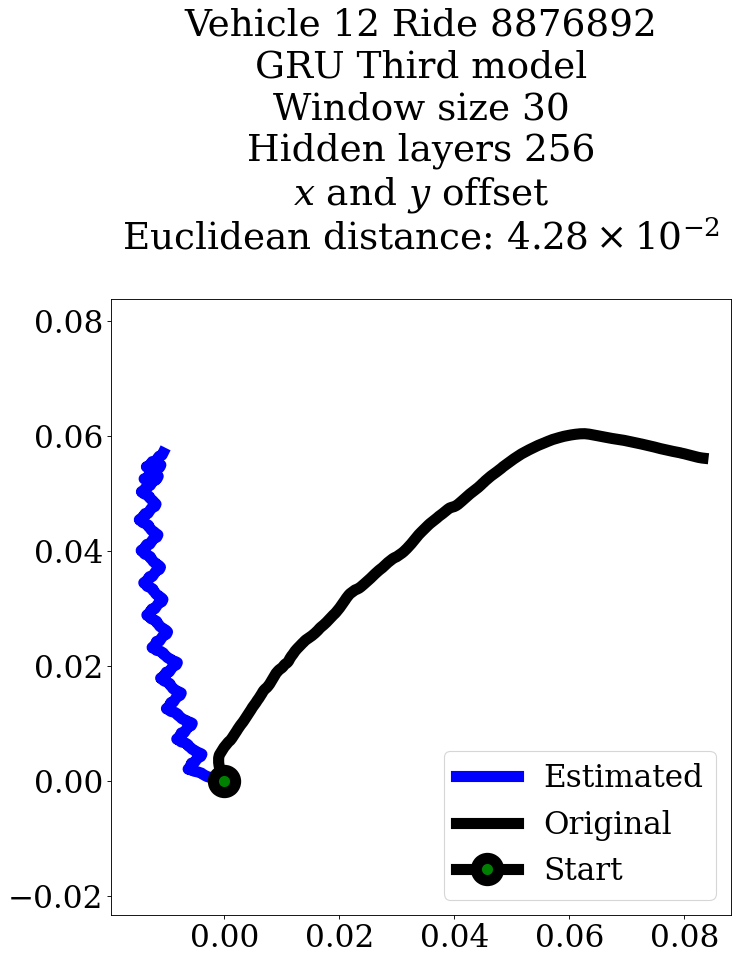 Vehicle 12 Ride 8876892
GRU Third model
Window size 30
Hidden layers 256
x and y offset
Euclidean distance: 4.28 × 10⁻²
0.08
0.06
0.04
0.02
0.00
−0.02
Estimated
Original
Start
0.00 0.02 0.04 0.06 0.08